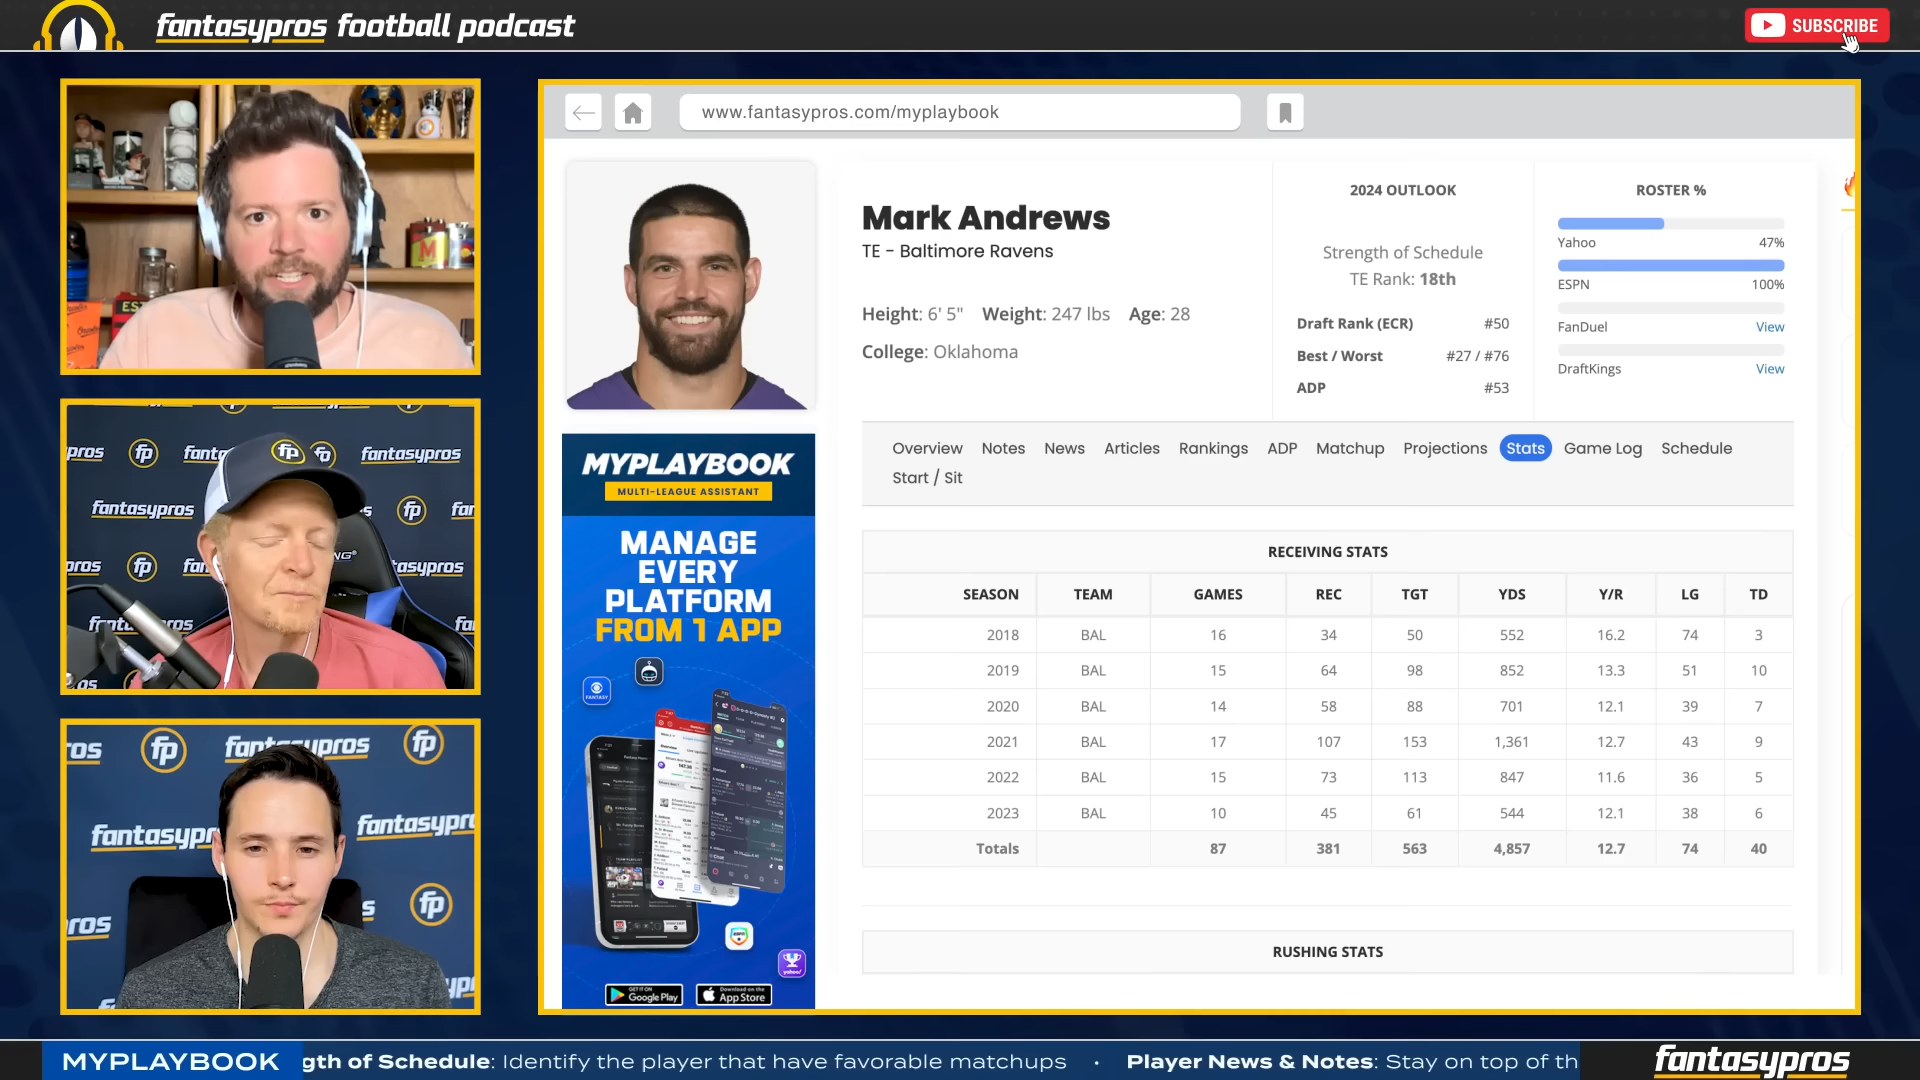 fantasypros football podcast
SUBSCRIBE
www.fantasypros.com/myplaybook
Mark Andrews
TE - Baltimore Ravens
Height: 6' 5" Weight: 247 lbs Age: 28
College: Oklahoma
2024 OUTLOOK
Strength of Schedule
TE Rank: 18th
Draft Rank (ECR) #50
Best / Worst #27 / #76
ADP #53
ROSTER %
Yahoo 47%
ESPN 100%
FanDuel View
DraftKings View
Overview Notes News Articles Rankings ADP Matchup Projections Stats Game Log Schedule
Start / Sit
RECEIVING STATS
SEASON TEAM GAMES REC TGT YDS Y/R LG TD
2018 BAL 16 34 50 552 16.2 74 3
2019 BAL 15 64 98 852 13.3 51 10
2020 BAL 14 58 88 701 12.1 39 7
2021 BAL 17 107 153 1,361 12.7 43 9
2022 BAL 15 73 113 847 11.6 36 5
2023 BAL 10 45 61 544 12.1 38 6
Totals 87 381 563 4,857 12.7 74 40
RUSHING STATS
MYPLAYBOOK
MULTI-LEAGUE ASSISTANT
MANAGE
EVERY
PLATFORM
FROM 1 APP
GET IT ON
Google Play
Download on the
App Store
MYPLAYBOOK
gth of Schedule: Identify the player that have favorable matchups • Player News & Notes: Stay on top of th
fantasypros